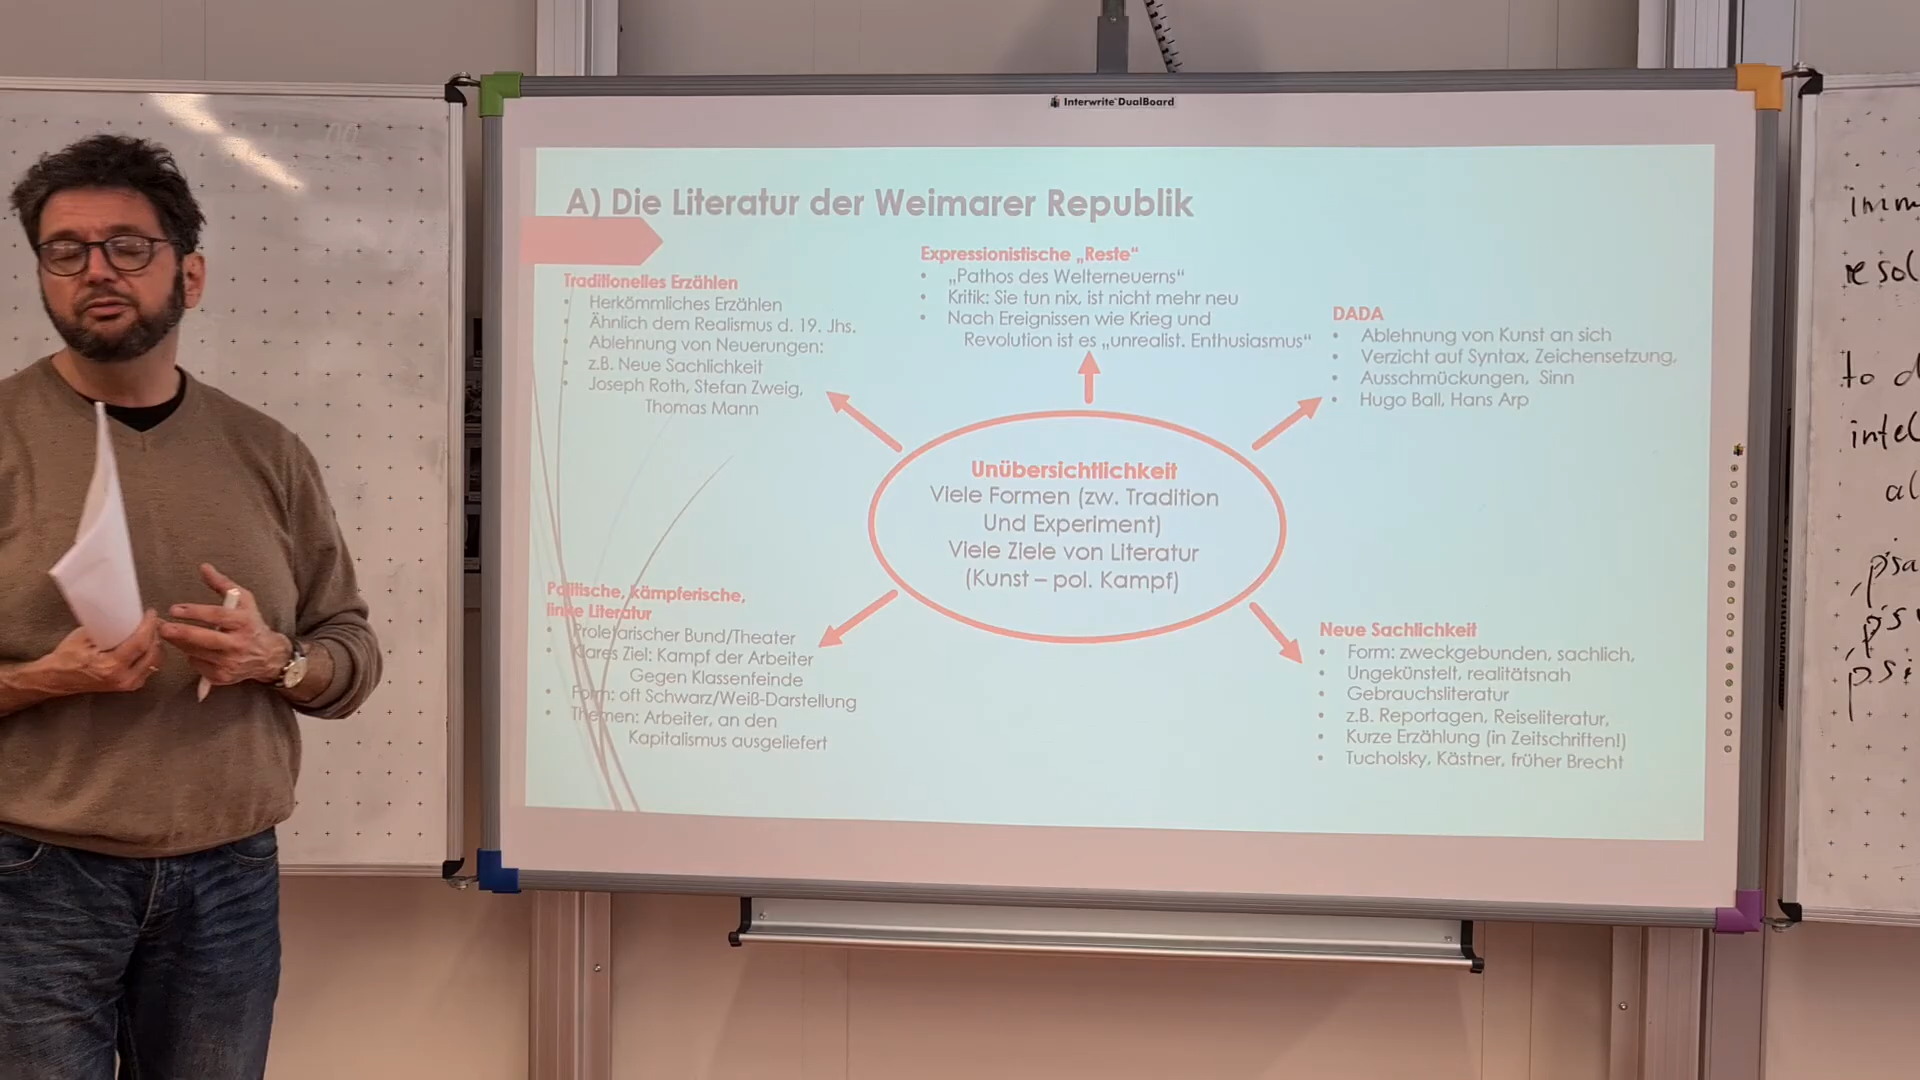 Interwrite DualBoard
A) Die Literatur der Weimarer Republik
Traditionelles Erzählen
• Herkömmliches Erzählen
• Ähnlich dem Realismus d. 19. Jhs.
• Ablehnung von Neuerungen:
• z.B. Neue Sachlichkeit
• Joseph Roth, Stefan Zweig,
Thomas Mann
Expressionistische „Reste“
• „Pathos des Welterneuerns“
• Kritik: Sie tun nix, ist nicht mehr neu
• Nach Ereignissen wie Krieg und
Revolution ist es „unrealist. Enthusiasmus“
DADA
• Ablehnung von Kunst an sich
• Verzicht auf Syntax, Zeichensetzung,
• Ausschmückungen, Sinn
• Hugo Ball, Hans Arp
Unübersichtlichkeit
Viele Formen (zw. Tradition
Und Experiment)
Viele Ziele von Literatur
(Kunst – pol. Kampf)
Politische, kämpferische,
linke Literatur
• Proletarischer Bund/Theater
• Klares Ziel: Kampf der Arbeiter
Gegen Klassenfeinde
• Form: oft Schwarz/Weiß-Darstellung
• Themen: Arbeiter, an den
Kapitalismus ausgeliefert
Neue Sachlichkeit
• Form: zweckgebunden, sachlich,
• Ungekünstelt, realitätsnah
• Gebrauchsliteratur
• z.B. Reportagen, Reiseliteratur,
• Kurze Erzählung (in Zeitschriften!)
• Tucholsky, Kästner, früher Brecht
to